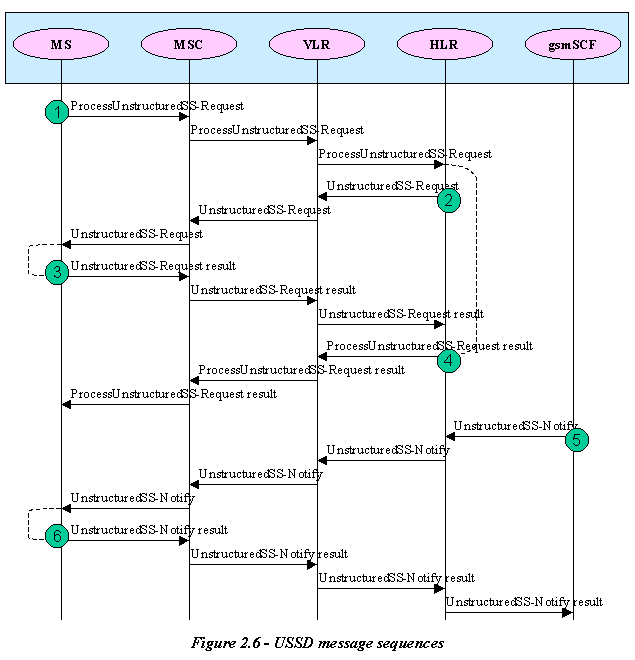 MS MSC VLR HLR gsmSCF
1 ProcessUnstructuredSS-Request
ProcessUnstructuredSS-Request
ProcessUnstructuredSS-Request
UnstructuredSS-Request 2
UnstructuredSS-Request
UnstructuredSS-Request
3 UnstructuredSS-Request result
UnstructuredSS-Request result
UnstructuredSS-Request result
ProcessUnstructuredSS-Request result
4
ProcessUnstructuredSS-Request result
ProcessUnstructuredSS-Request result
UnstructuredSS-Notify
5
UnstructuredSS-Notify
UnstructuredSS-Notify
UnstructuredSS-Notify
6 UnstructuredSS-Notify result
UnstructuredSS-Notify result
UnstructuredSS-Notify result
UnstructuredSS-Notify result
Figure 2.6 - USSD message sequences